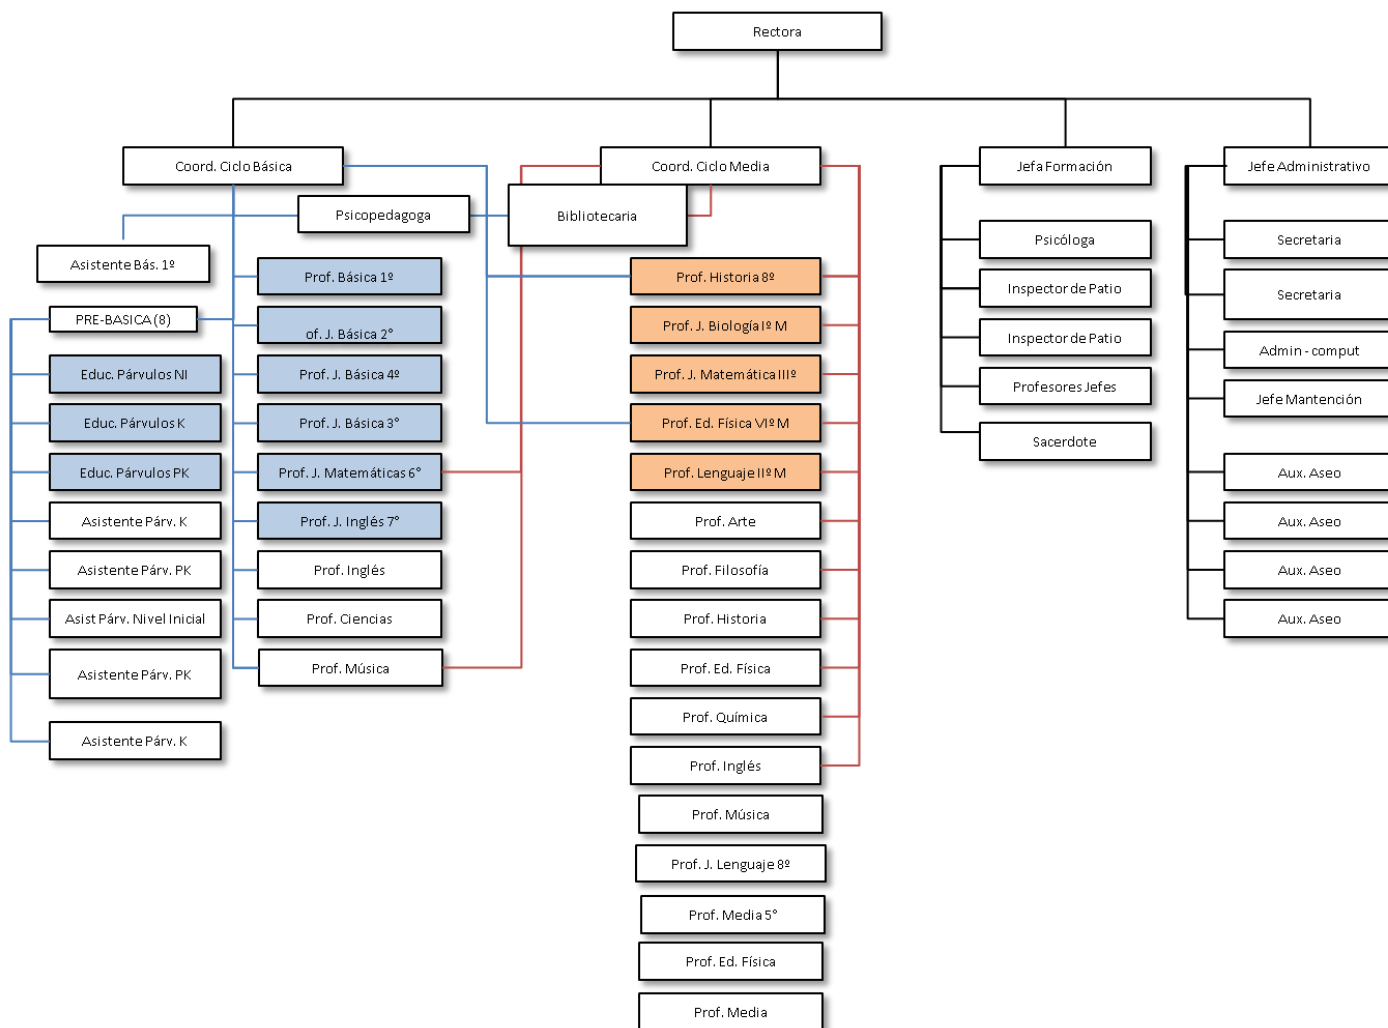 Rectora
Coord. Ciclo Básica
Coord. Ciclo Media
Jefa Formación
Jefe Administrativo
Psicopedagoga
Bibliotecaria
Asistente Bás. 1º
PRE-BASICA (8)
Educ. Párvulos NI
Educ. Párvulos K
Educ. Párvulos PK
Asistente Párv. K
Asistente Párv. PK
Asist Párv. Nivel Inicial
Asistente Párv. PK
Asistente Párv. K
Prof. Básica 1º
of. J. Básica 2°
Prof. J. Básica 4º
Prof. J. Básica 3°
Prof. J. Matemáticas 6°
Prof. J. Inglés 7°
Prof. Inglés
Prof. Ciencias
Prof. Música
Prof. Historia 8º
Prof. J. Biología Iº M
Prof. J. Matemática IIIº
Prof. Ed. Física VIº M
Prof. Lenguaje IIº M
Prof. Arte
Prof. Filosofía
Prof. Historia
Prof. Ed. Física
Prof. Química
Prof. Inglés
Prof. Música
Prof. J. Lenguaje 8º
Prof. Media 5°
Prof. Ed. Física
Prof. Media
Psicóloga
Inspector de Patio
Inspector de Patio
Profesores Jefes
Sacerdote
Secretaria
Secretaria
Admin - comput
Jefe Mantención
Aux. Aseo
Aux. Aseo
Aux. Aseo
Aux. Aseo